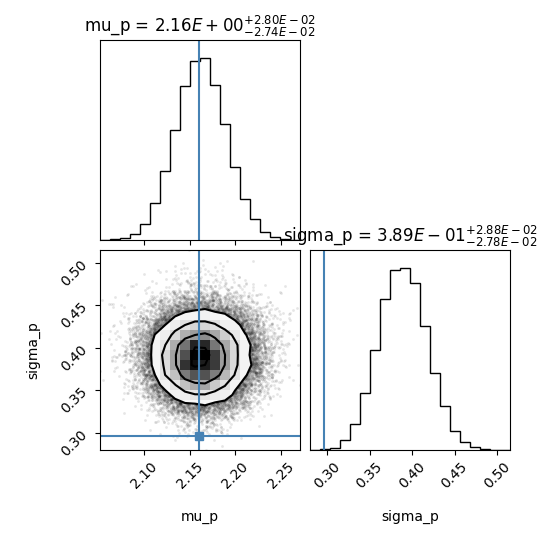 mu_p = 2.16E+00+2.80E-02
-2.74E-02
sigma_p = 3.89E-01+2.88E-02
-2.78E-02
sigma_p
0.50
0.45
0.40
0.35
0.30
2.10
2.15
2.20
2.25
mu_p
0.30
0.35
0.40
0.45
0.50
sigma_p